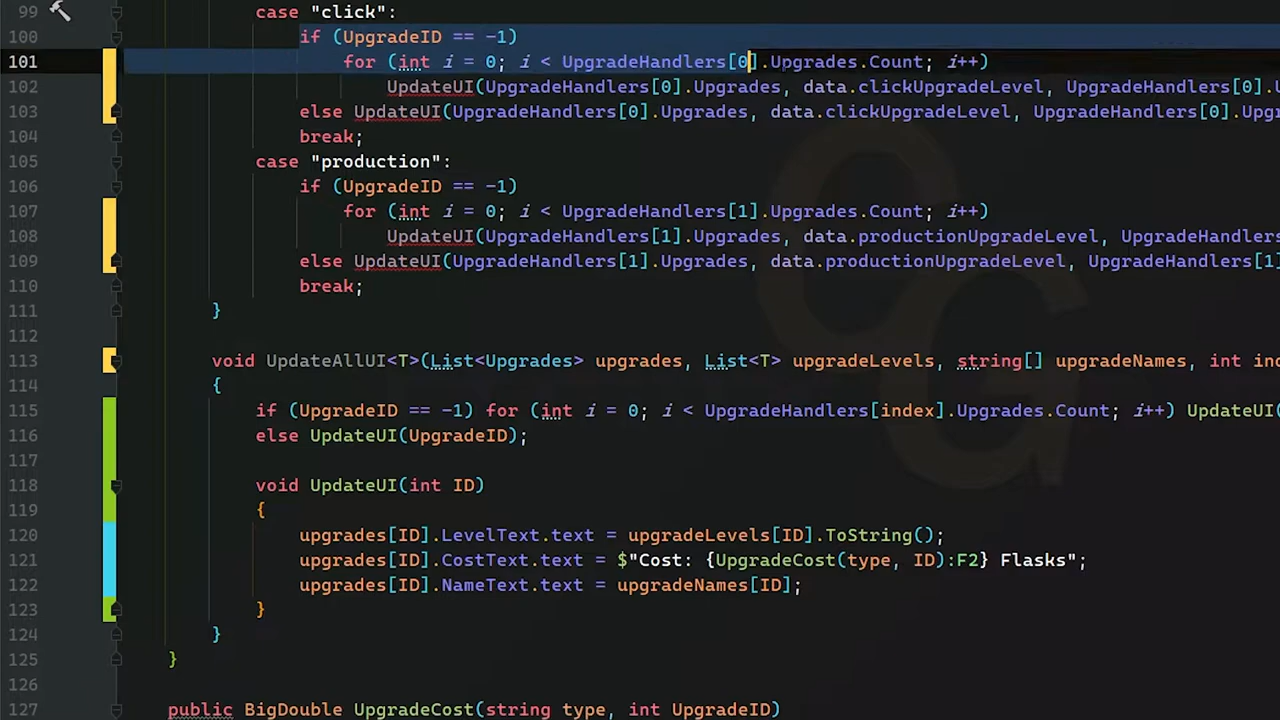 99 case "click":
100 if (UpgradeID == -1)
101 for (int i = 0; i < UpgradeHandlers[0].Upgrades.Count; i++)
102 UpdateUI(UpgradeHandlers[0].Upgrades, data.clickUpgradeLevel, UpgradeHandlers[0].U
103 else UpdateUI(UpgradeHandlers[0].Upgrades, data.clickUpgradeLevel, UpgradeHandlers[0].Upg
104 break;
105 case "production":
106 if (UpgradeID == -1)
107 for (int i = 0; i < UpgradeHandlers[1].Upgrades.Count; i++)
108 UpdateUI(UpgradeHandlers[1].Upgrades, data.productionUpgradeLevel, UpgradeHandlers
109 else UpdateUI(UpgradeHandlers[1].Upgrades, data.productionUpgradeLevel, UpgradeHandlers[1]
110 break;
111 }
112
113 void UpdateAllUI<T>(List<Upgrades> upgrades, List<T> upgradeLevels, string[] upgradeNames, int ind
114 {
115 if (UpgradeID == -1) for (int i = 0; i < UpgradeHandlers[index].Upgrades.Count; i++) UpdateUI(
116 else UpdateUI(UpgradeID);
117
118 void UpdateUI(int ID)
119 {
120 upgrades[ID].LevelText.text = upgradeLevels[ID].ToString();
121 upgrades[ID].CostText.text = $"Cost: {UpgradeCost(type, ID):F2} Flasks";
122 upgrades[ID].NameText.text = upgradeNames[ID];
123 }
124 }
125 }
126
127 public BigDouble UpgradeCost(string type, int UpgradeID)